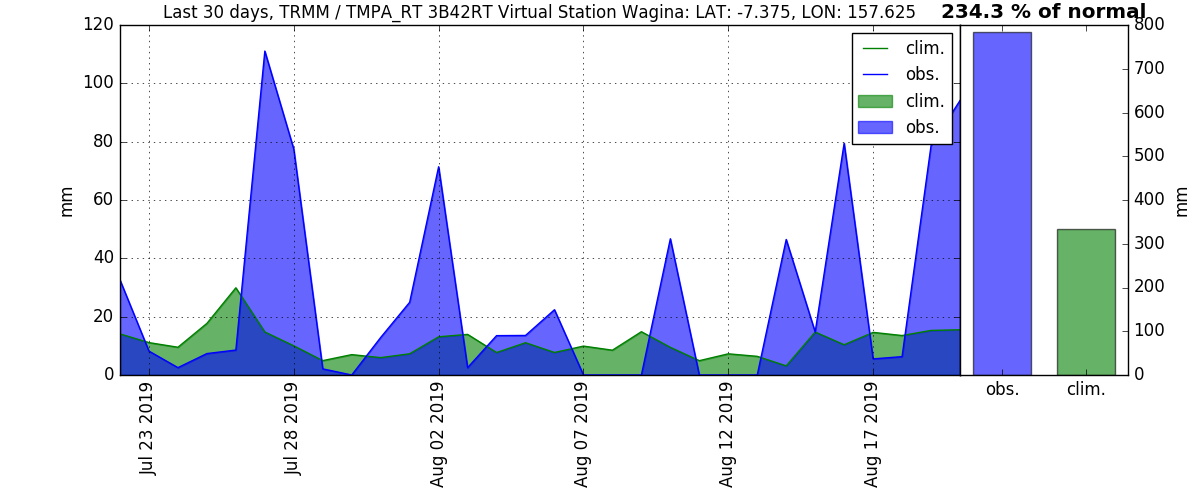 Last 30 days, TRMM / TMPA_RT 3B42RT Virtual Station Wagina: LAT: -7.375, LON: 157.625
234.3 % of normal
120
100
80
60
40
20
0
mm
clim.
obs.
clim.
obs.
Jul 23 2019
Jul 28 2019
Aug 02 2019
Aug 07 2019
Aug 12 2019
Aug 17 2019
800
700
600
500
400
300
200
100
0
mm
obs.
clim.